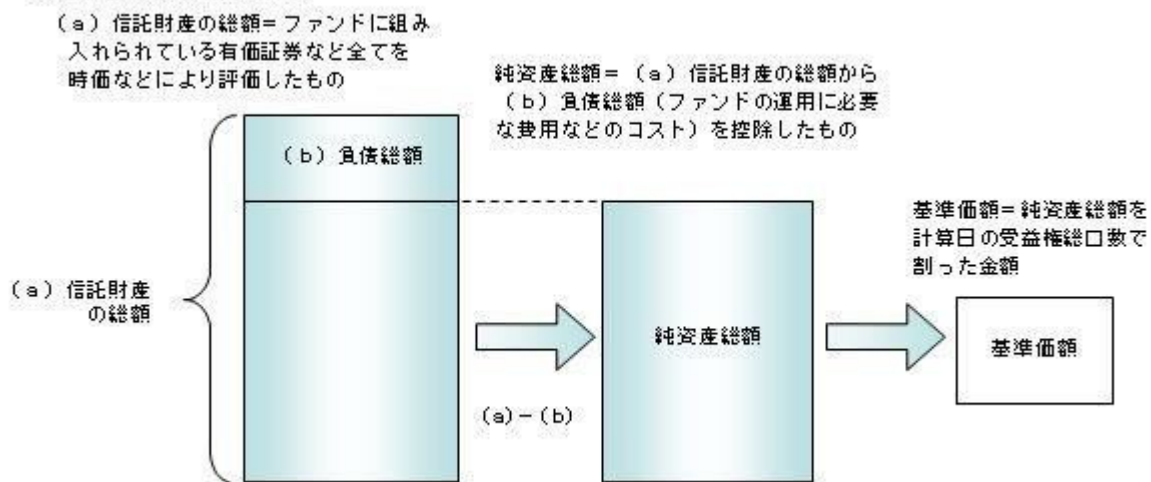 (a)信託財産の総額=ファンドに組み
入れられている有価証券など全てを
時価などにより評価したもの
純資産総額=(a)信託財産の総額から
(b)負債総額(ファンドの運用に必要
な費用などのコスト)を控除したもの
(b)負債総額
基準価額=純資産総額を
計算日の受益権総口数で
割った金額
(a)信託財産
の総額
純資産総額
基準価額
(a)-(b)